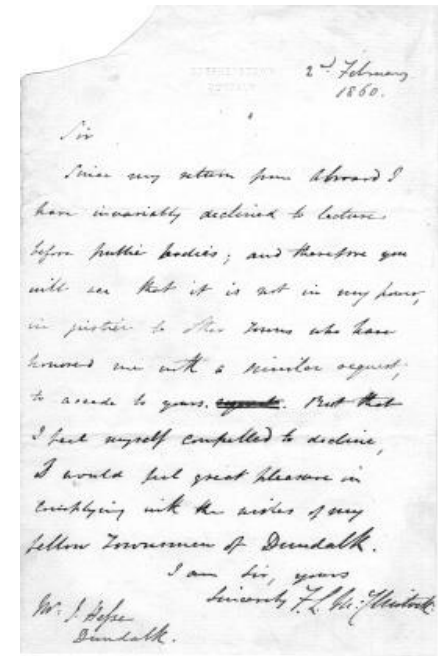 2d February
1860.
Sir
Since my return from abroad I
have invariably declined to lecture
before public bodies; and therefore you
will see that it is not in my power,
in justice to other Towns who have
honored me with a similar request,
to accede to yours. But that
I feel myself compelled to decline,
I would feel great pleasure in
complying with the wishes of my
fellow Townsmen of Dundalk.
I am Sir, yours
Sincerely F. L. McClintock
Mr. J.
Dundalk.